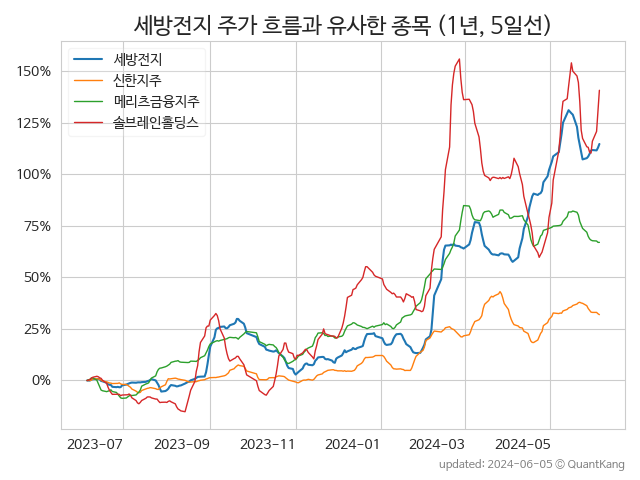 세방전지 주가 흐름과 유사한 종목 (1년, 5일선)
세방전지
신한지주
메리츠금융지주
솔브레인홀딩스
150%
125%
100%
75%
50%
25%
0%
2023-07 2023-09 2023-11 2024-01 2024-03 2024-05
updated: 2024-06-05 © QuantKang